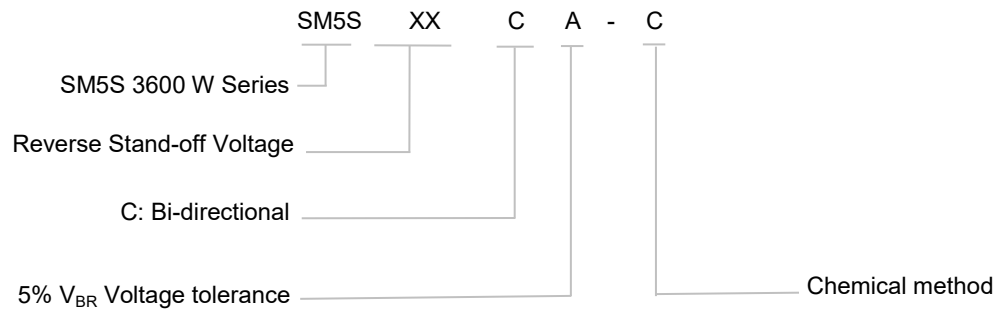 SM5S XX C A - C
SM5S 3600 W Series
Reverse Stand-off Voltage
C: Bi-directional
5% VBR Voltage tolerance
Chemical method